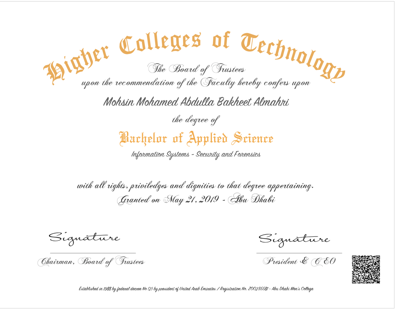 Higher Colleges of Technology
The Board of Trustees
upon the recommendation of the Faculty hereby confers upon
Mohsin Mohamed Abdulla Bakheet Almahri
the degree of
Bachelor of Applied Science
Information Systems - Security and Forensics
with all rights, priviledges and dignities to that degree appertaining.
Granted on May 21, 2019 - Abu Dhabi
Signature
Signature
Chairman, Board of Trustees
President & CEO
Established in 1988 by federal decree No (2) by president of United Arab Emirates / Registration No. - Abu Dhabi Men's College